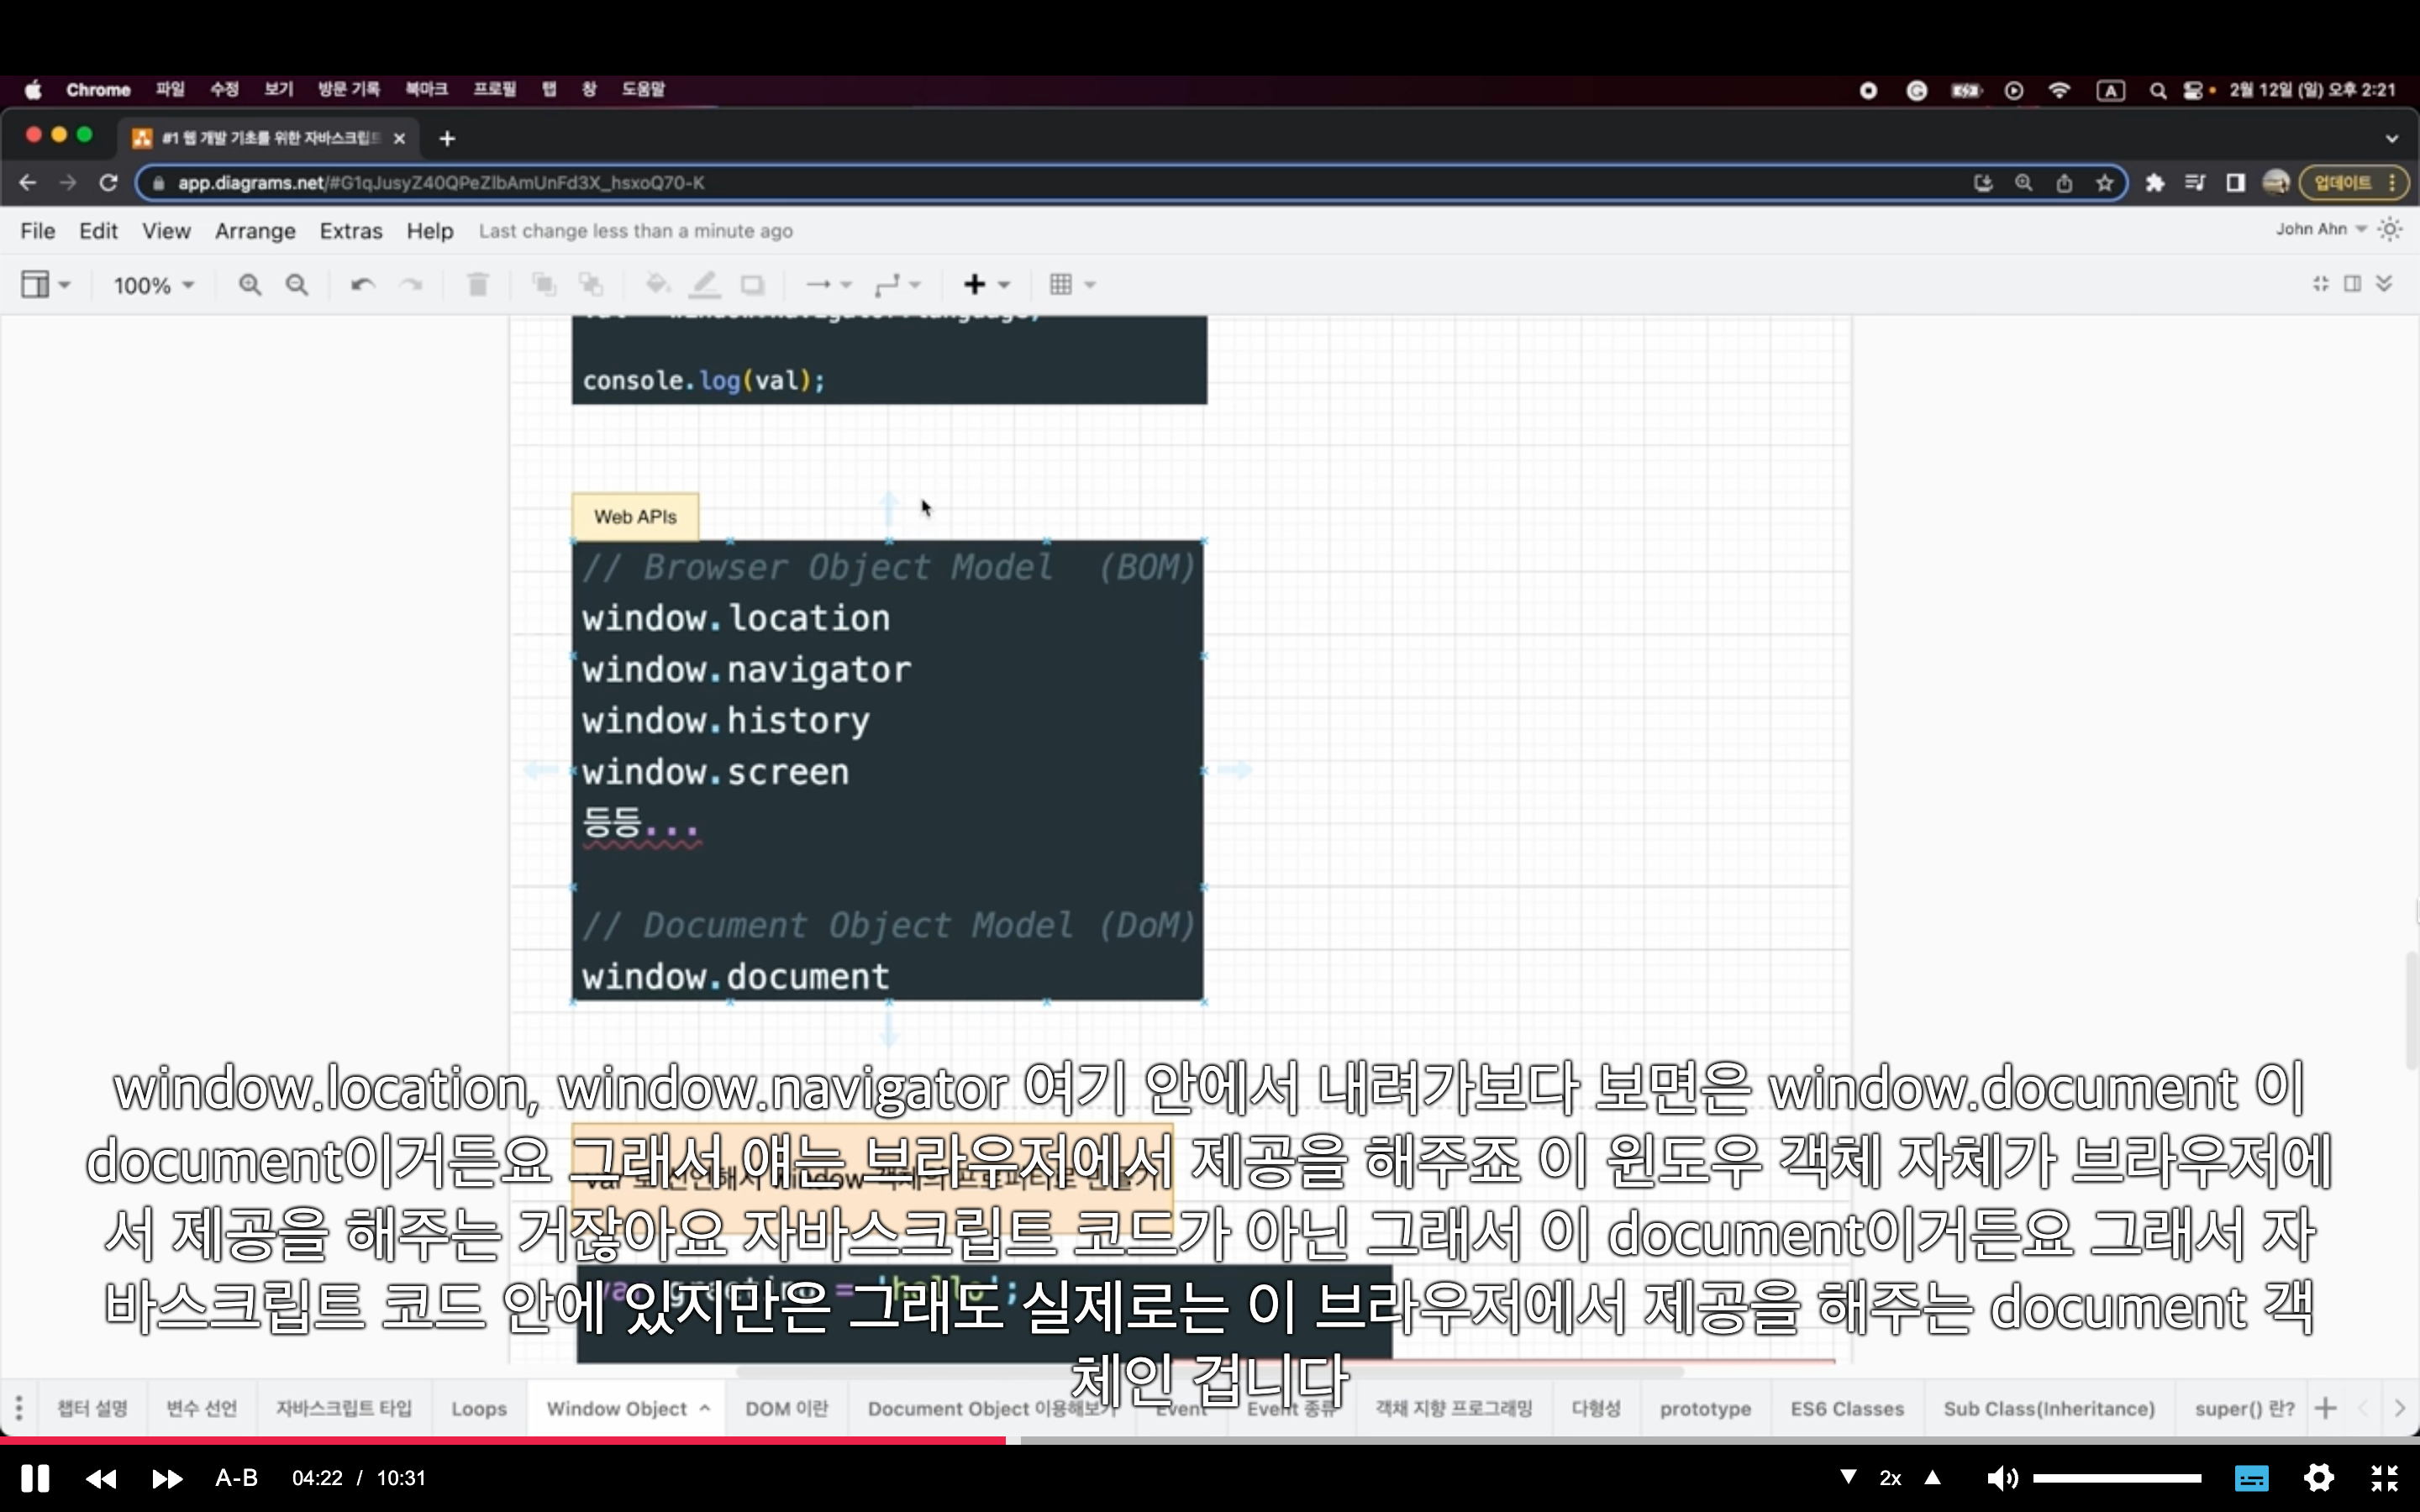 Chrome 파일 수정 보기 방문 기록 북마크 프로필 탭 창 도움말
A 2월 12일 (일) 오후 2:21
#1 웹 개발 기초를 위한 자바스크립트
app.diagrams.net/#G1qJusyZ40QPeZlbAmUnFd3X_hsxoQ70-K
업데이트
File Edit View Arrange Extras Help Last change less than a minute ago
John Ahn
100%
console.log(val);
Web APIs
// Browser Object Model (BOM)
window.location
window.navigator
window.history
window.screen
등등...
// Document Object Model (DoM)
window.document
window.location, window.navigator 여기 안에서 내려가보다 보면은 window.document 이
document이거든요 그래서 얘는 브라우저에서 제공을 해주죠 이 윈도우 객체 자체가 브라우저에
서 제공을 해주는 거잖아요 자바스크립트 코드가 아닌 그래서 이 document이거든요 그래서 자
바스크립트 코드 안에 있지만은 그래도 실제로는 이 브라우저에서 제공을 해주는 document 객
체인 겁니다
챕터 설명 변수 선언 자바스크립트 타입 Loops Window Object DOM 이란 Document Object 이용해보기 Event Event 종류 객체 지향 프로그래밍 다형성 prototype ES6 Classes Sub Class(Inheritance) super() 란?
A-B 04:22 / 10:31
2x